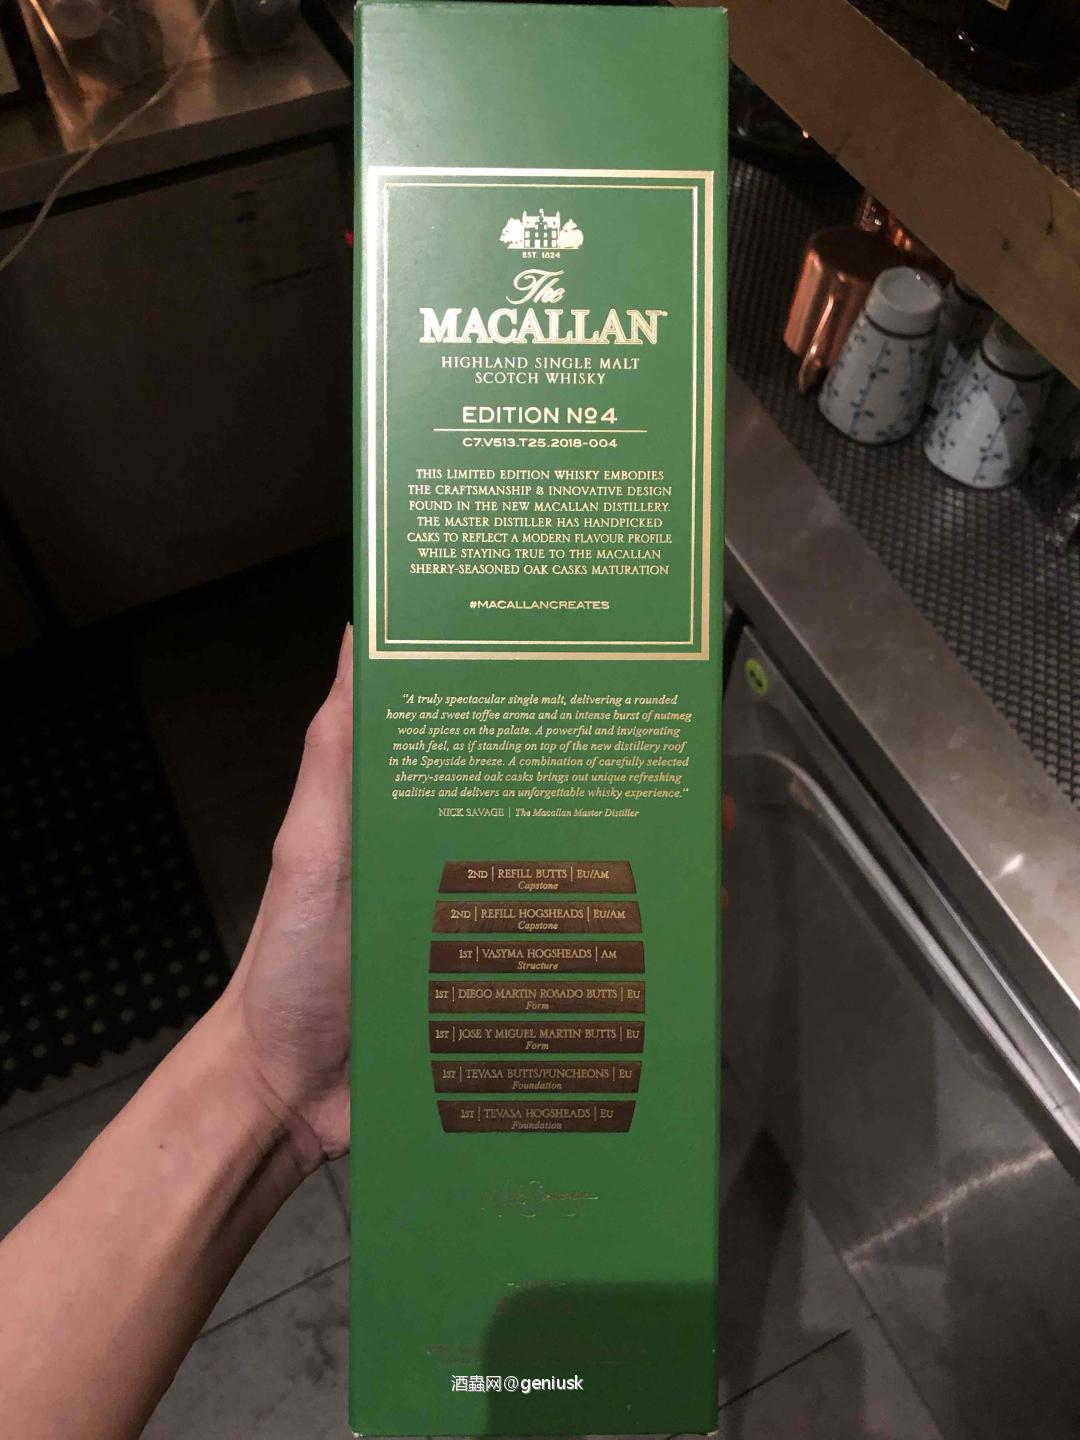 EST. 1824
The
MACALLAN
HIGHLAND SINGLE MALT
SCOTCH WHISKY
EDITION Nº4
C7.V513.T25.2018-004
THIS LIMITED EDITION WHISKY EMBODIES
THE CRAFTSMANSHIP & INNOVATIVE DESIGN
FOUND IN THE NEW MACALLAN DISTILLERY.
THE MASTER DISTILLER HAS HANDPICKED
CASKS TO REFLECT A MODERN FLAVOUR PROFILE
WHILE STAYING TRUE TO THE MACALLAN
SHERRY-SEASONED OAK CASKS MATURATION
#MACALLANCREATES
“A truly spectacular single malt, delivering a rounded
honey and sweet toffee aroma and an intense burst of nutmeg
wood spices on the palate. A powerful and invigorating
mouth feel, as if standing on top of the new distillery roof
in the Speyside breeze. A combination of carefully selected
sherry-seasoned oak casks brings out unique refreshing
qualities and delivers an unforgettable whisky experience.”
NICK SAVAGE | The Macallan Master Distiller
2ND | REFILL BUTTS | EU/AM
Capstone
2ND | REFILL HOGSHEADS | EU/AM
Capstone
1ST | VASYMA HOGSHEADS | AM
Structure
1ST | DIEGO MARTIN ROSADO BUTTS | EU
Form
1ST | JOSE Y MIGUEL MARTIN BUTTS | EU
Form
1ST | TEVASA BUTTS/PUNCHEONS | EU
Foundation
1ST | TEVASA HOGSHEADS | EU
Foundation
酒蟲网@geniusk